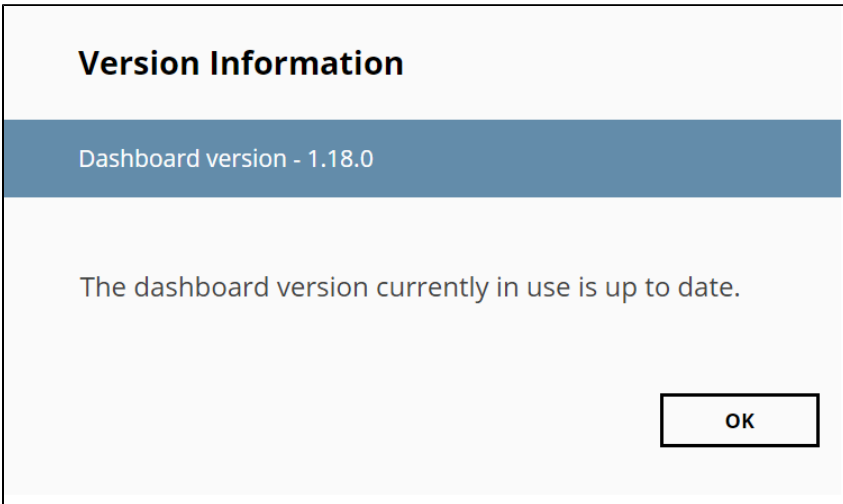 Version Information
Dashboard version - 1.18.0
The dashboard version currently in use is up to date.
OK